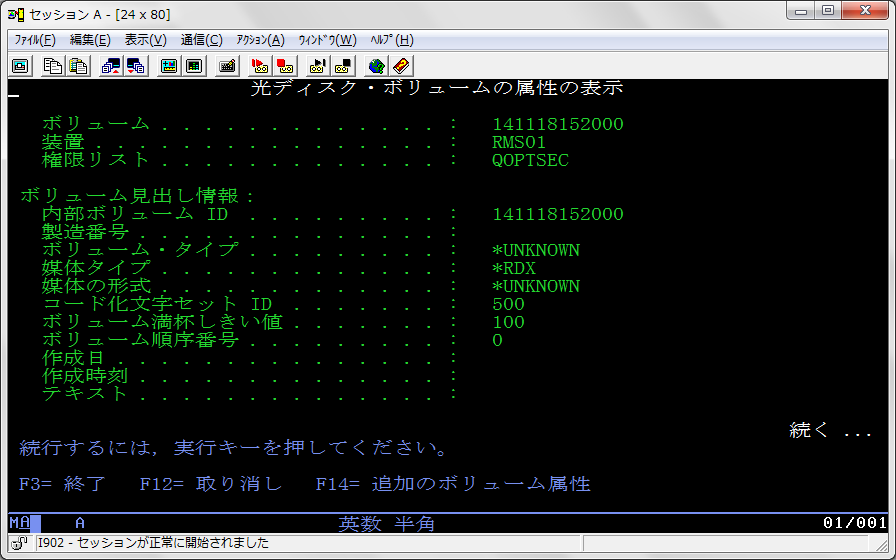 セッション A - [24 x 80]
ファイル(F) 編集(E) 表示(V) 通信(C) アクション(A) ウィンドウ(W) ヘルプ(H)
光ディスク・ボリュームの属性の表示
ボリューム . . . . . . . . . . . . . : 141118152000
装置 . . . . . . . . . . . . . . . . : RMS01
権限リスト . . . . . . . . . . . . . : QOPTSEC
ボリューム見出し情報:
内部ボリューム ID . . . . . . . . . : 141118152000
製造番号 . . . . . . . . . . . . . . :
ボリューム・タイプ . . . . . . . . . : *UNKNOWN
媒体タイプ . . . . . . . . . . . . . : *RDX
媒体の形式 . . . . . . . . . . . . . : *UNKNOWN
コード化文字セット ID . . . . . . . : 500
ボリューム満杯しきい値 . . . . . . . : 100
ボリューム順序番号 . . . . . . . . . : 0
作成日 . . . . . . . . . . . . . . . :
作成時刻 . . . . . . . . . . . . . . :
テキスト . . . . . . . . . . . . . . :
続く ...
続行するには,実行キーを押してください。
F3= 終了 F12= 取り消し F14= 追加のボリューム属性
MA A 英数 半角 01/001
I902 - セッションが正常に開始されました